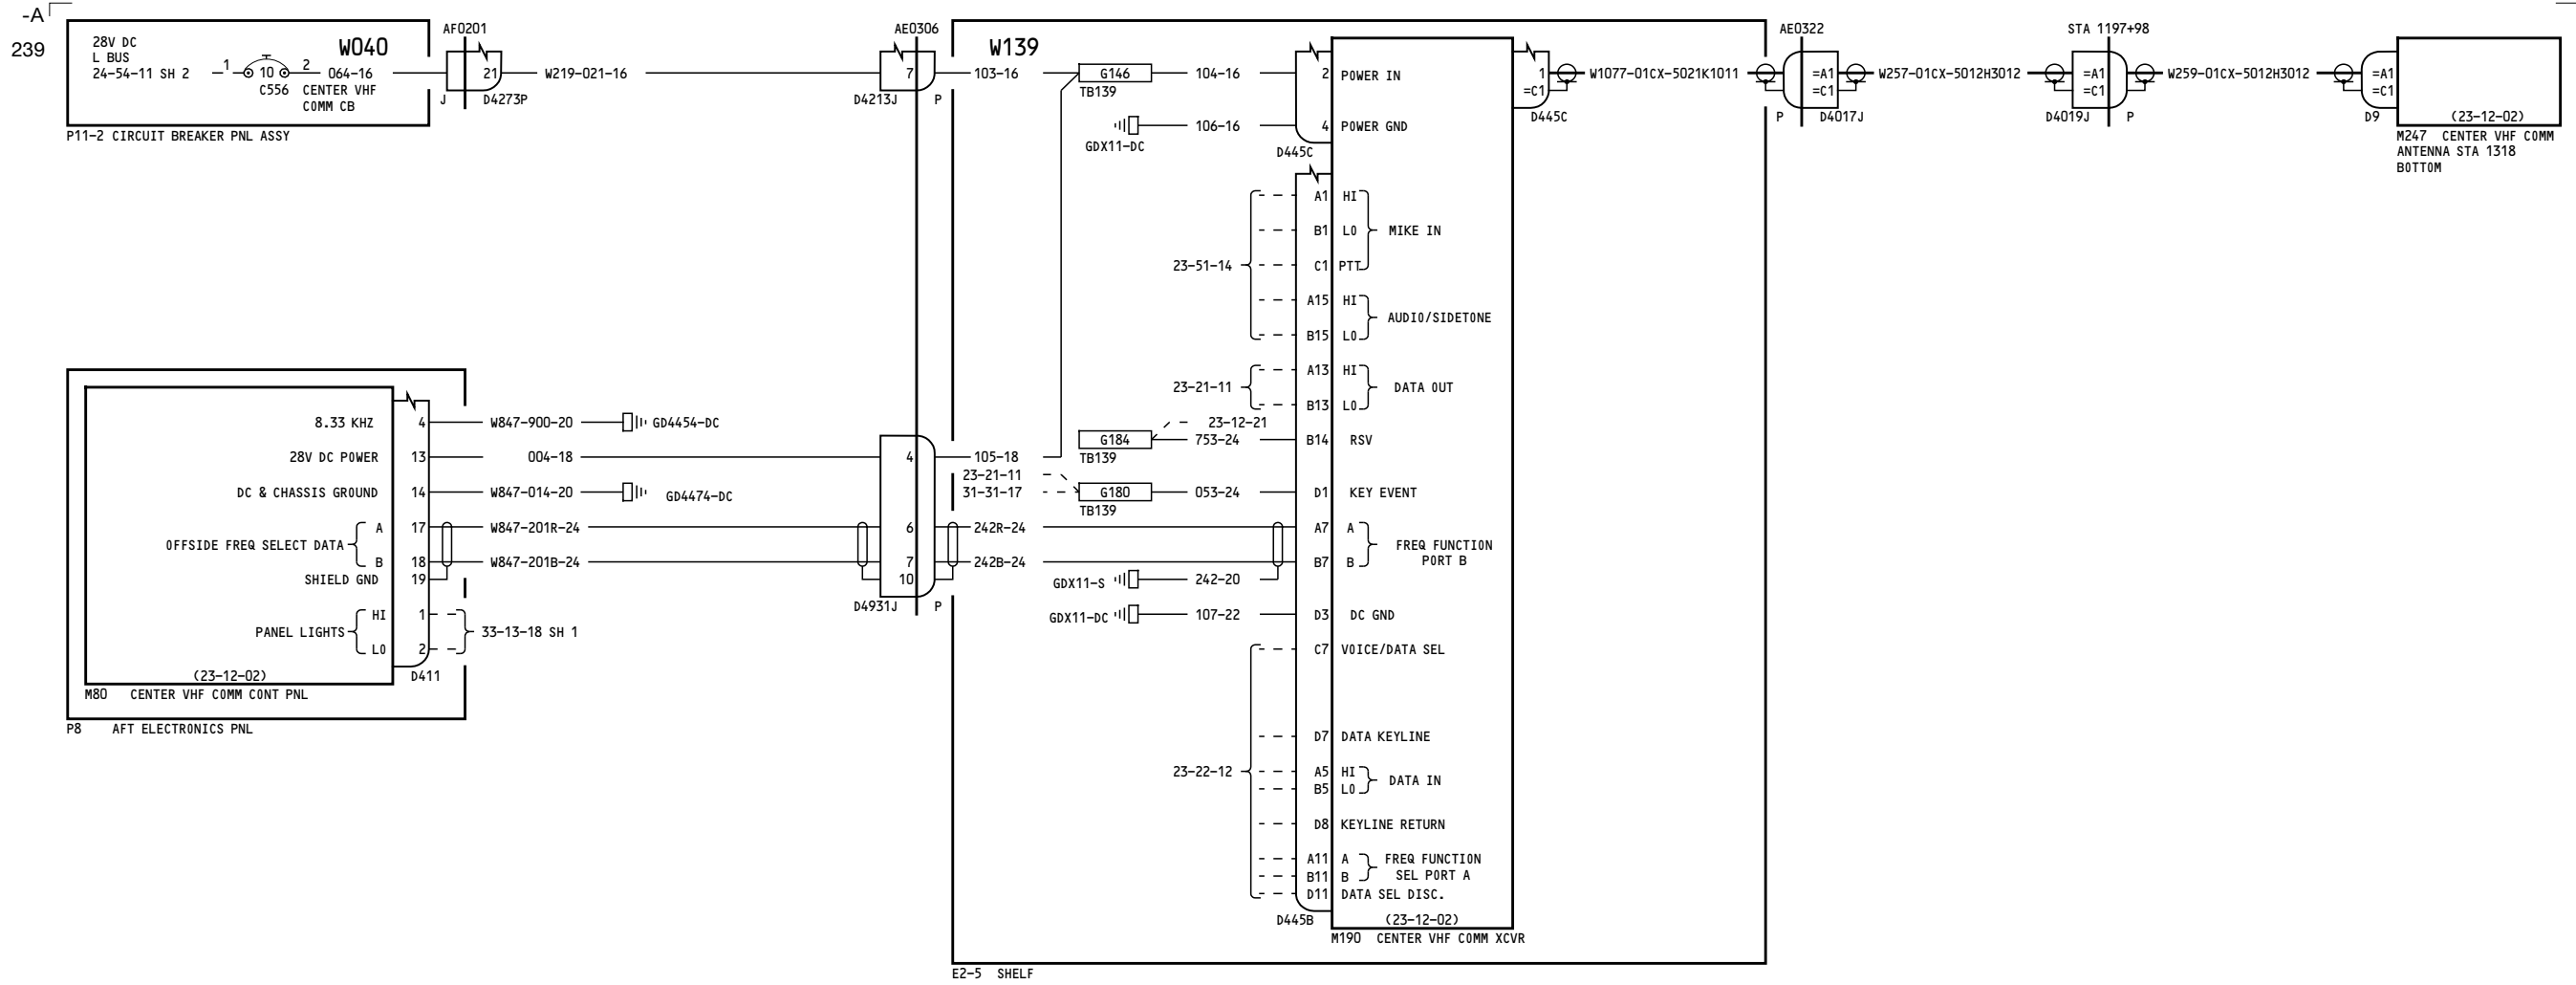 -A
239
28V DC
L BUS
24-54-11 SH 2
1
10
2
C556
W040
064-16
CENTER VHF
COMM CB
P11-2 CIRCUIT BREAKER PNL ASSY
AF0201
21
J
D4273P
W219-021-16
AE0306
7
D4213J
P
W139
103-16
G146
TB139
104-16
2 POWER IN
106-16
4 POWER GND
GDX11-DC
D445C
1
=C1
D445C
W1077-01CX-5021K1011
AE0322
=A1
=C1
P
D4017J
W257-01CX-5012H3012
STA 1197+98
=A1
=C1
D4019J
P
W259-01CX-5012H3012
=A1
=C1
D9
(23-12-02)
M247 CENTER VHF COMM
ANTENNA STA 1318
BOTTOM
A1 HI
B1 LO MIKE IN
23-51-14
C1 PTT
A15 HI
AUDIO/SIDETONE
B15 LO
A13 HI
23-21-11
DATA OUT
B13 LO
23-12-21
G184
753-24
B14 RSV
TB139
8.33 KHZ
4
W847-900-20
GD4454-DC
28V DC POWER
13
004-18
4
105-18
23-21-11
DC & CHASSIS GROUND
14
W847-014-20
GD4474-DC
31-31-17
G180
053-24
D1 KEY EVENT
TB139
A
17
W847-201R-24
6
242R-24
A7 A
OFFSIDE FREQ SELECT DATA
FREQ FUNCTION
PORT B
B
18
W847-201B-24
7
242B-24
B7 B
SHIELD GND
19
10
GDX11-S
242-20
D4931J
P
HI
1
PANEL LIGHTS
33-13-18 SH 1
LO
2
GDX11-DC
107-22
D3 DC GND
(23-12-02)
D411
M80 CENTER VHF COMM CONT PNL
P8 AFT ELECTRONICS PNL
C7 VOICE/DATA SEL
D7 DATA KEYLINE
23-22-12
A5 HI
DATA IN
B5 LO
D8 KEYLINE RETURN
A11 A
FREQ FUNCTION
SEL PORT A
B11 B
D11 DATA SEL DISC.
D445B
(23-12-02)
M190 CENTER VHF COMM XCVR
E2-5 SHELF